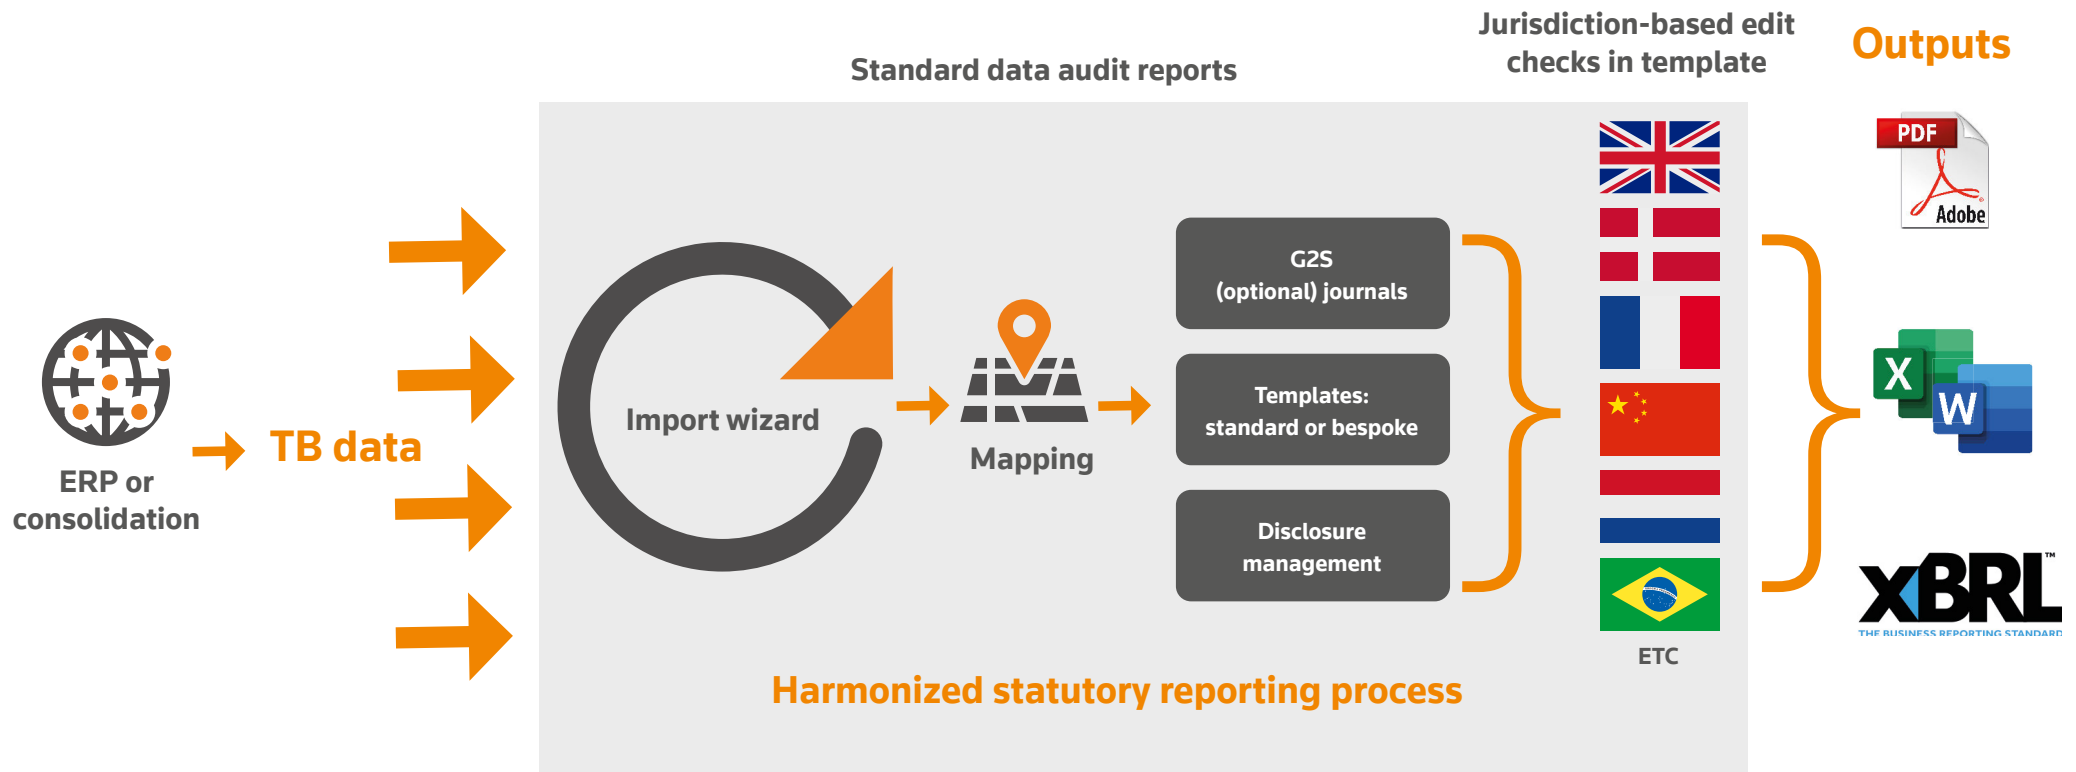 Jurisdiction-based edit
checks in template
Outputs
Standard data audit reports
PDF
Adobe
G2S
(optional) journals
Templates:
standard or bespoke
Disclosure
management
Import wizard
Mapping
ERP or
consolidation
TB data
X
W
XBRL™
THE BUSINESS REPORTING STANDARD
ETC
Harmonized statutory reporting process